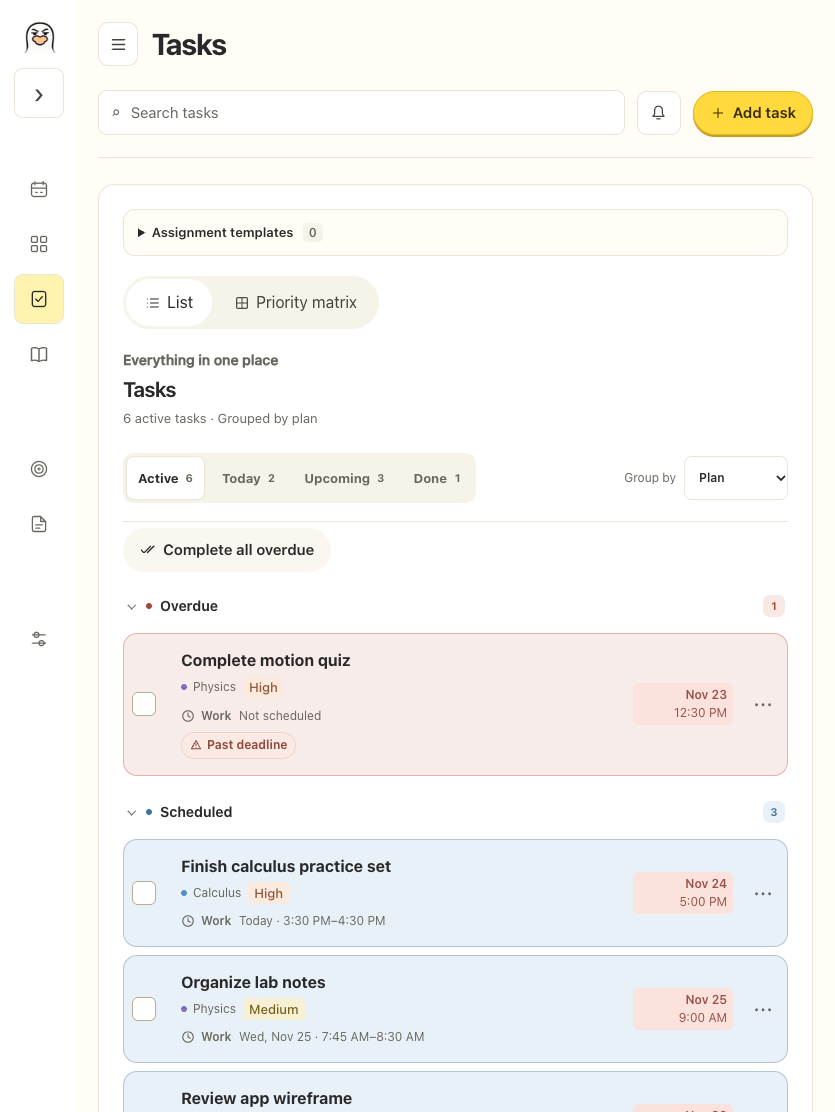 Tasks
Search tasks
Add task
Assignment templates 0
List
Priority matrix
Everything in one place
Tasks
6 active tasks · Grouped by plan
Active 6
Today 2
Upcoming 3
Done 1
Group by
Plan
Complete all overdue
Overdue
1
Complete motion quiz
Physics High
Work Not scheduled
Past deadline
Nov 23
12:30 PM
Scheduled
3
Finish calculus practice set
Calculus High
Work Today · 3:30 PM–4:30 PM
Nov 24
5:00 PM
Organize lab notes
Physics Medium
Work Wed, Nov 25 · 7:45 AM–8:30 AM
Nov 25
9:00 AM
Review app wireframe